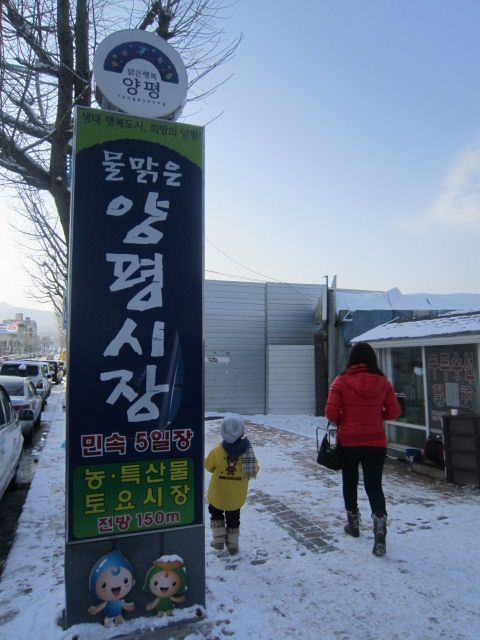 맑은행복
양평
생태 행복도시, 희망의 양평!
물맑은
양평시장
민속 5일장
농·특산물
토요시장
전방 150m